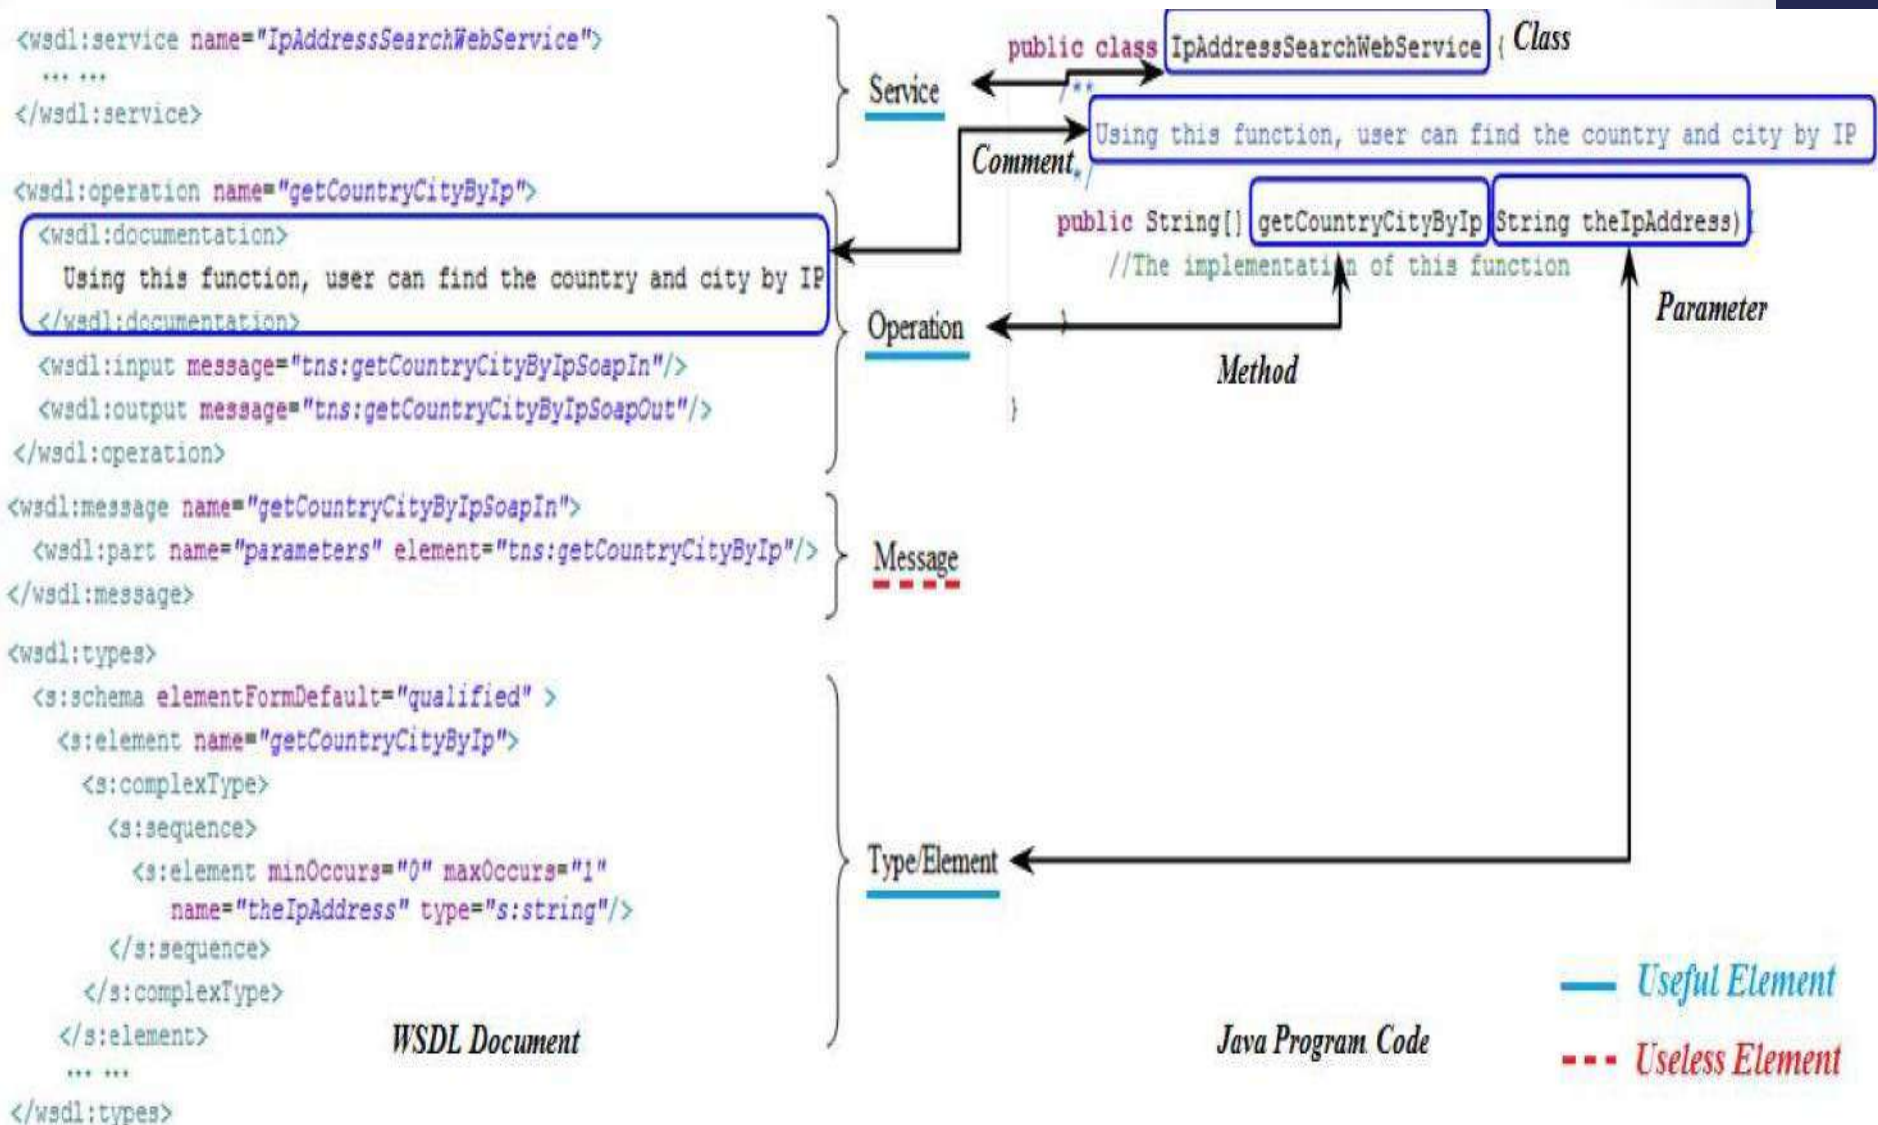 <wsdl:service name="IpAddressSearchWebService">
... ...
</wsdl:service>
<wsdl:operation name="getCountryCityByIp">
<wsdl:documentation>
Using this function, user can find the country and city by IP
</wsdl:documentation>
<wsdl:input message="tns:getCountryCityByIpSoapIn"/>
<wsdl:output message="tns:getCountryCityByIpSoapOut"/>
</wsdl:operation>
<wsdl:message name="getCountryCityByIpSoapIn">
<wsdl:part name="parameters" element="tns:getCountryCityByIp"/>
</wsdl:message>
<wsdl:types>
<s:schema elementFormDefault="qualified" >
<s:element name="getCountryCityByIp">
<s:complexType>
<s:sequence>
<s:element minOccurs="0" maxOccurs="1"
name="theIpAddress" type="s:string"/>
</s:sequence>
</s:complexType>
</s:element>
... ...
</wsdl:types>
WSDL Document
Service
Operation
Message
Type/Element
public class IpAddressSearchWebService { Class
/**
Using this function, user can find the country and city by IP
Comment
*/
public String[] getCountryCityByIp(String theIpAddress){
//The implementation of this function
}
Method
Parameter
}
Java Program Code
Useful Element
Useless Element